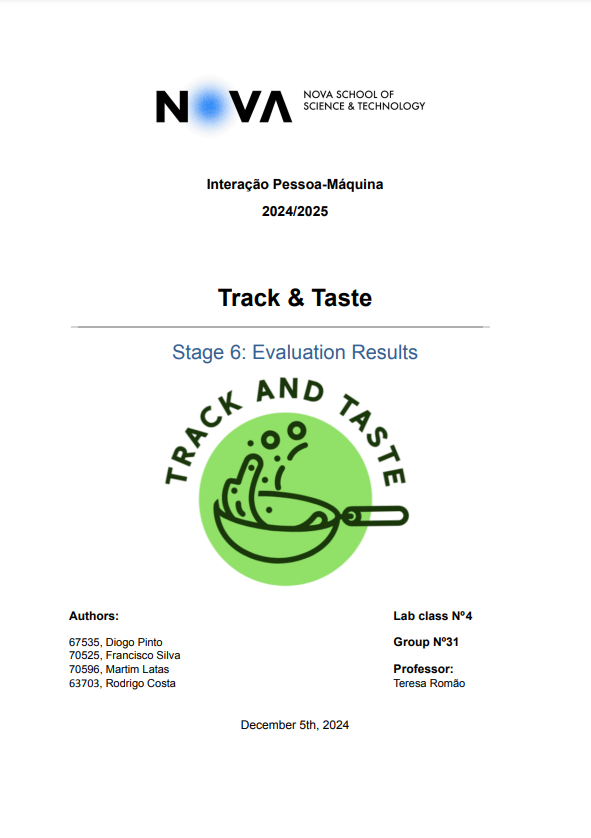 NOVA NOVA SCHOOL OF
SCIENCE & TECHNOLOGY
Interação Pessoa-Máquina
2024/2025
Track & Taste
Stage 6: Evaluation Results
TRACK AND TASTE
Authors:
67535, Diogo Pinto
70525, Francisco Silva
70596, Martim Latas
63703, Rodrigo Costa
Lab class Nº4
Group Nº31
Professor:
Teresa Romão
December 5th, 2024